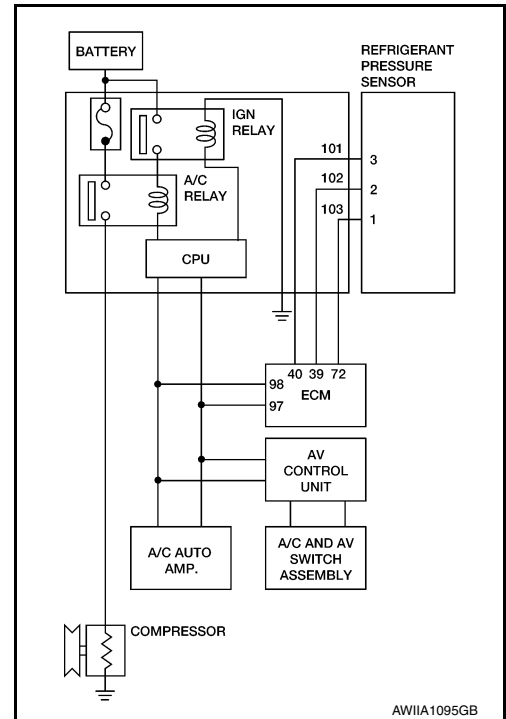 BATTERY
REFRIGERANT
PRESSURE
SENSOR
IGN
RELAY
101
3
A/C
RELAY
102
2
103
1
CPU
40 39 72
98
ECM
97
AV
CONTROL
UNIT
A/C AUTO
AMP.
A/C AND AV
SWITCH
ASSEMBLY
COMPRESSOR
AWIIA1095GB